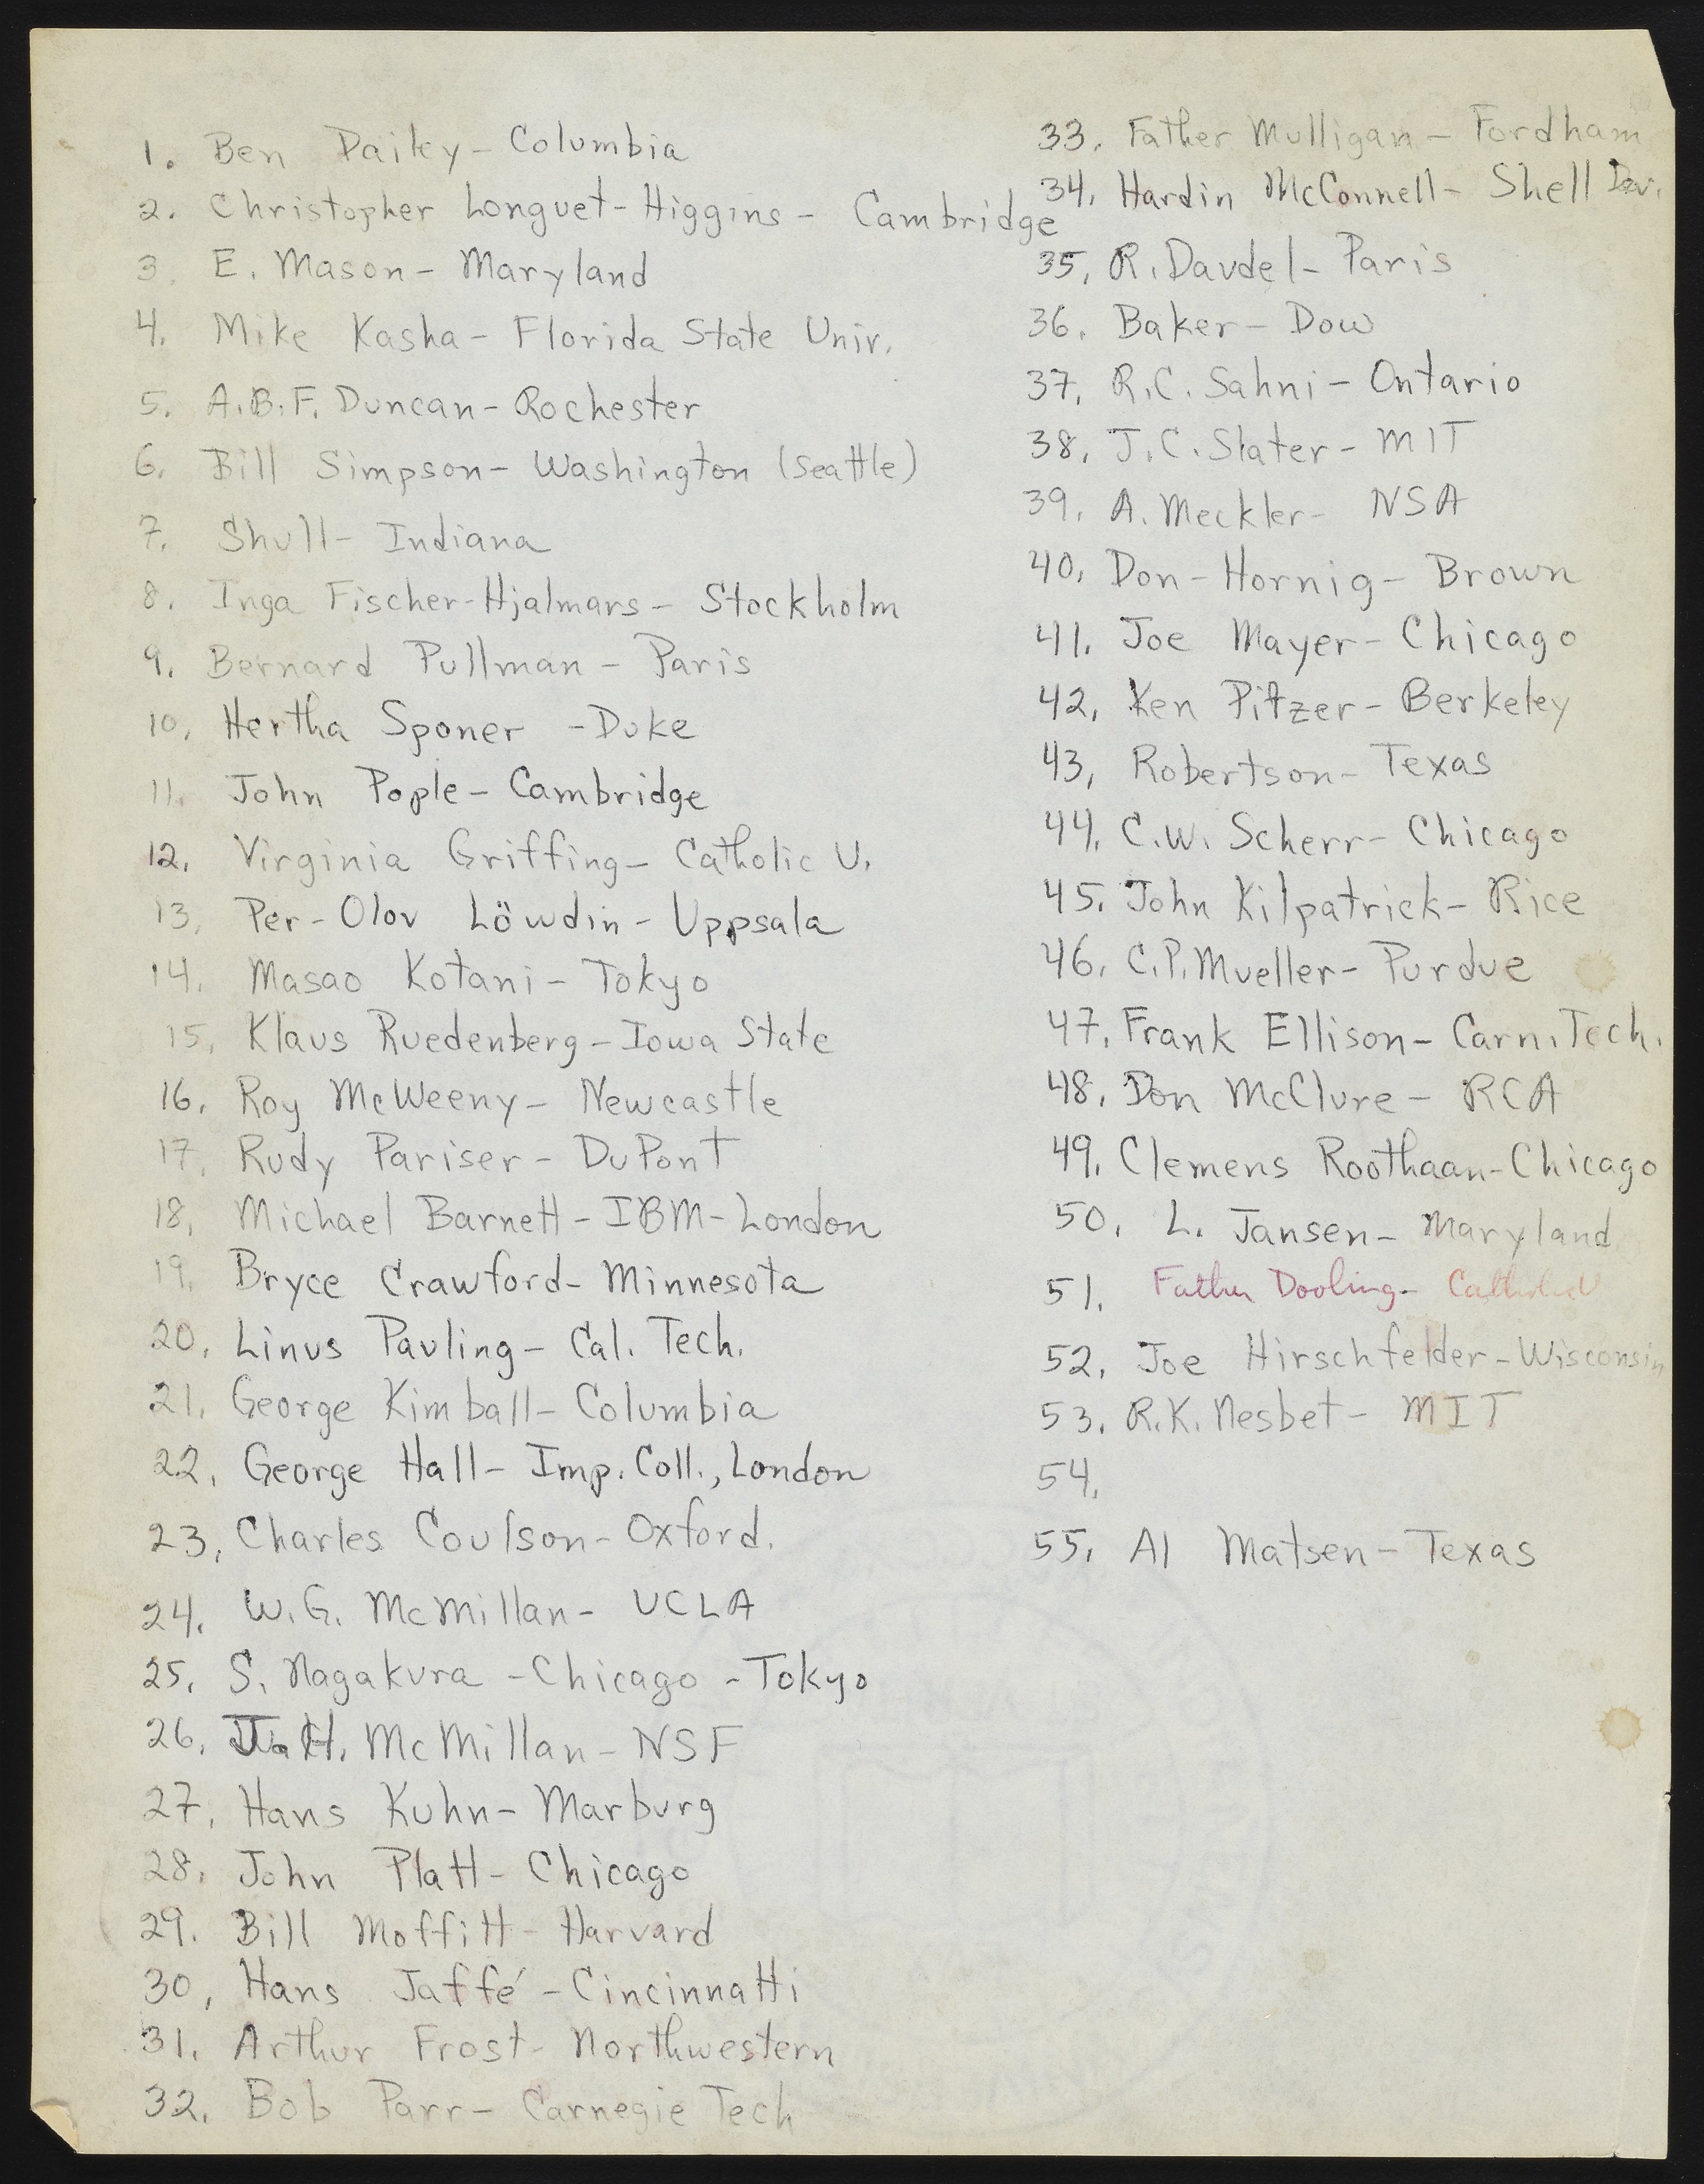 1. Ben Dailey - Columbia
2. Christopher Longuet-Higgins - Cambridge
3. E. Mason - Maryland
4. Mike Kasha - Florida State Univ.
5. A.B.F. Duncan - Rochester
6. Bill Simpson - Washington (Seattle)
7. Shull - Indiana
8. Inga Fischer-Hjalmars - Stockholm
9. Bernard Pullman - Paris
10. Hertha Sponer - Duke
11. John Pople - Cambridge
12. Virginia Griffing - Catholic U.
13. Per-Olov Löwdin - Uppsala
14. Masao Kotani - Tokyo
15. Klaus Ruedenberg - Iowa State
16. Roy McWeeny - Newcastle
17. Rudy Pariser - DuPont
18. Michael Barnett - IBM - London
19. Bryce Crawford - Minnesota
20. Linus Pauling - Cal. Tech.
21. George Kimball - Columbia
22. George Hall - Imp. Coll., London
23. Charles Coulson - Oxford.
24. W.G. McMillan - UCLA
25. S. Nagakura - Chicago - Tokyo
26. H. McMillan - NSF
27. Hans Kuhn - Marburg
28. John Platt - Chicago
29. Bill Moffitt - Harvard
30. Hans Jaffé - Cincinnatti
31. Arthur Frost - Northwestern
32. Bob Parr - Carnegie Tech
33. Father Mulligan - Fordham
34. Hardin McConnell - Shell Dev.
35. R. Daudel - Paris
36. Baker - Dow
37. R.C. Sahni - Ontario
38. J.C. Slater - MIT
39. A. Meckler - NSA
40. Don - Hornig - Brown
41. Joe Mayer - Chicago
42. Ken Pitzer - Berkeley
43. Robertson - Texas
44. C.W. Scherr - Chicago
45. John Kilpatrick - Rice
46. C.P. Mueller - Purdue
47. Frank Ellison - Carn. Tech.
48. Don McClure - RCA
49. Clemens Roothaan - Chicago
50. L. Jansen - Maryland
51. Father Dooling - Catholic U
52. Joe Hirschfelder - Wisconsin
53. R.K. Nesbet - MIT
54.
55. Al Matsen - Texas